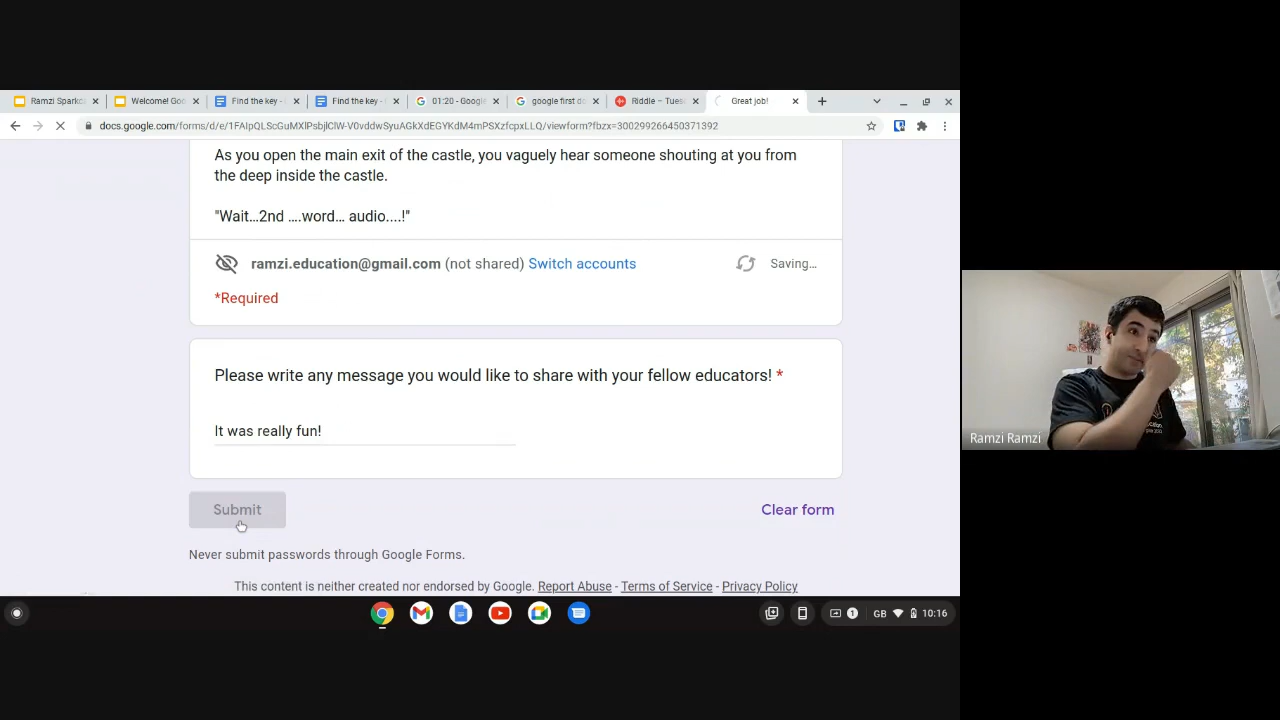 Ramzi Sparkc
Welcome! Goo
Find the key -
Find the key -
01:20 - Google
google first do
Riddle – Tues
Great job!
docs.google.com/forms/d/e/1FAIpQLScGuMXlPsbjlClW-V0vddwSyuAGkXdEGYKdM4mPSXzfcpxLLQ/viewform?fbzx=300299266450371392
As you open the main exit of the castle, you vaguely hear someone shouting at you from
the deep inside the castle.
"Wait…2nd ….word… audio....!"
ramzi.education@gmail.com (not shared) Switch accounts
Saving…
*Required
Please write any message you would like to share with your fellow educators! *
It was really fun!
Submit
Clear form
Never submit passwords through Google Forms.
This content is neither created nor endorsed by Google. Report Abuse - Terms of Service - Privacy Policy
1
GB
10:16
Ramzi Ramzi